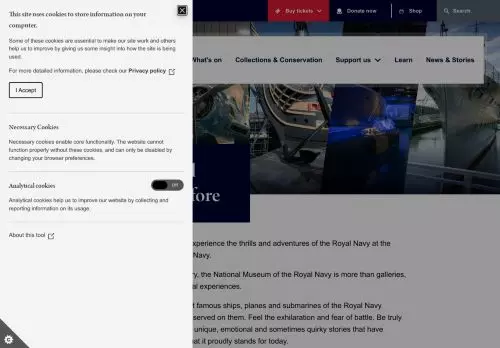 This site uses cookies to store information on your
computer.
Some of these cookies are essential to make our site work and others
help us to improve by giving us some insight into how the site is being
used.
For more detailed information, please check our Privacy policy
I Accept
Necessary Cookies
Necessary cookies enable core functionality. The website cannot
function properly without these cookies, and can only be disabled by
changing your browser preferences.
Analytical cookies
Off
Analytical cookies help us to improve our website by collecting and
reporting information on its usage.
About this tool
Buy tickets
Donate now
Shop
Search
What's on
Collections & Conservation
Support us
Learn
News & Stories
fore
xperience the thrills and adventures of the Royal Navy at the
Navy.
ry, the National Museum of the Royal Navy is more than galleries,
al experiences.
t famous ships, planes and submarines of the Royal Navy
served on them. Feel the exhilaration and fear of battle. Be truly
unique, emotional and sometimes quirky stories that have
at it proudly stands for today.